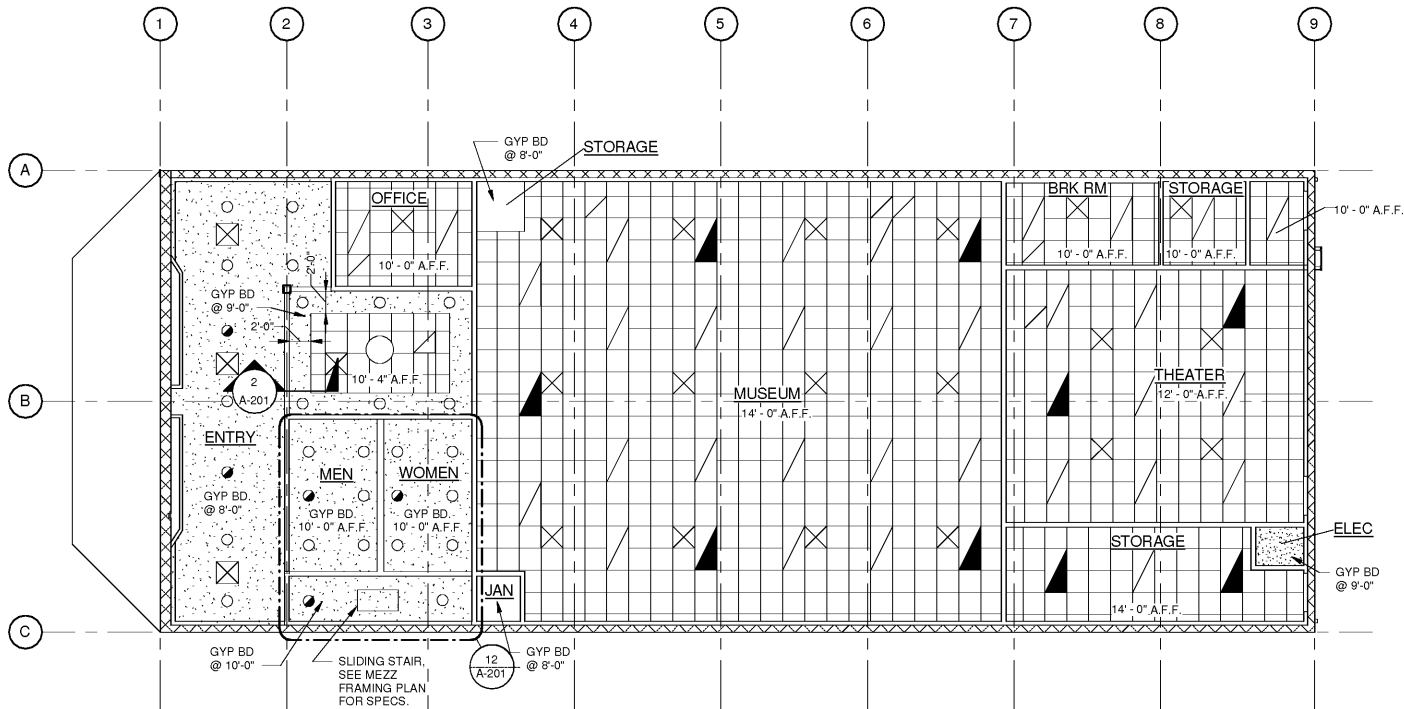 1
2
3
4
5
6
7
8
9
A
GYP BD
@ 8'-0"
STORAGE
OFFICE
10' - 0" A.F.F.
BRK RM
10' - 0" A.F.F.
STORAGE
10' - 0" A.F.F.
10' - 0" A.F.F.
2'-0"
GYP BD
@ 9'-0"
2'-0"
10' - 4" A.F.F.
2
A-201
B
MUSEUM
14' - 0" A.F.F.
THEATER
12' - 0" A.F.F.
ENTRY
GYP BD.
@ 8'-0"
MEN
GYP BD.
10' - 0" A.F.F.
WOMEN
GYP BD.
10' - 0" A.F.F.
STORAGE
14' - 0" A.F.F.
ELEC
GYP BD
@ 9'-0"
JAN
C
GYP BD
@ 10'-0"
SLIDING STAIR,
SEE MEZZ
FRAMING PLAN
FOR SPECS.
12
A-201
GYP BD
@ 8'-0"